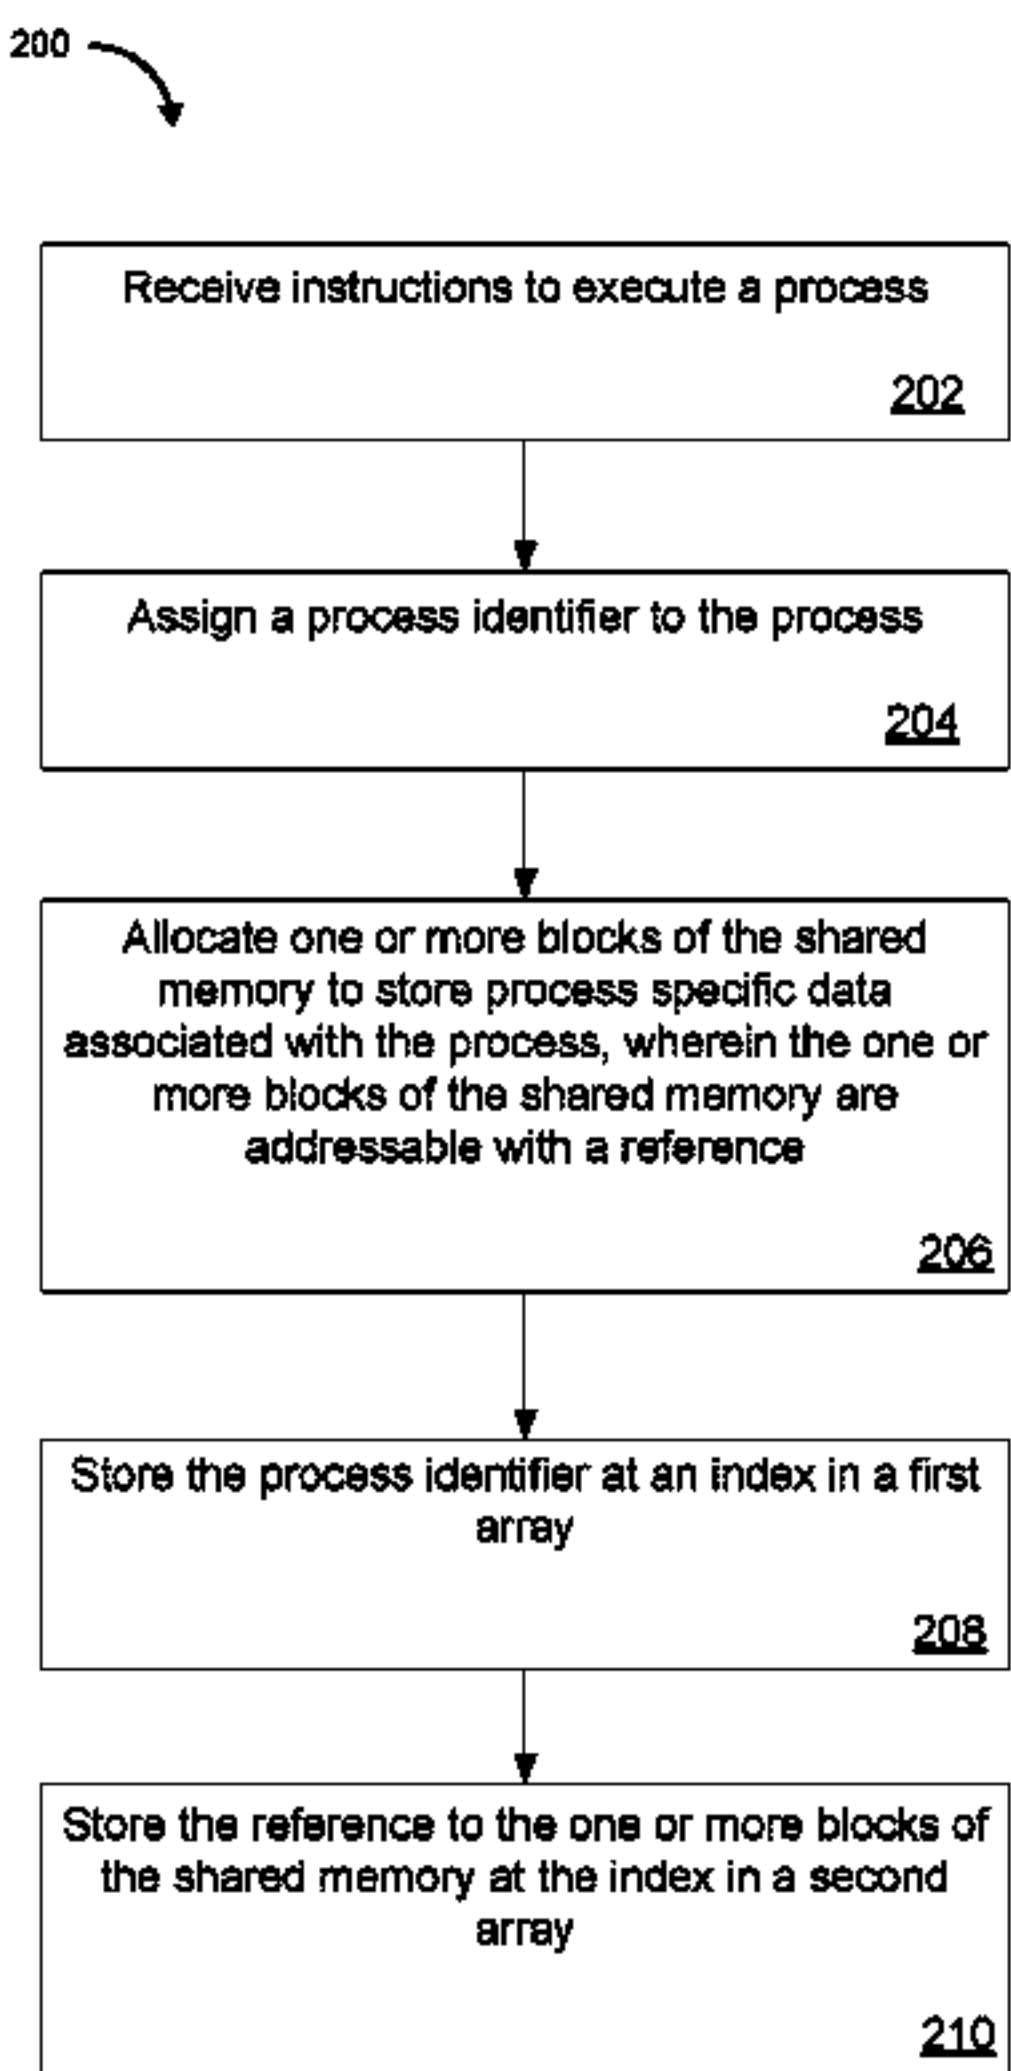 200
Receive instructions to execute a process
202
Assign a process identifier to the process
204
Allocate one or more blocks of the shared
memory to store process specific data
associated with the process, wherein the one or
more blocks of the shared memory are
addressable with a reference
206
Store the process identifier at an index in a first
array
208
Store the reference to the one or more blocks of
the shared memory at the index in a second
array
210